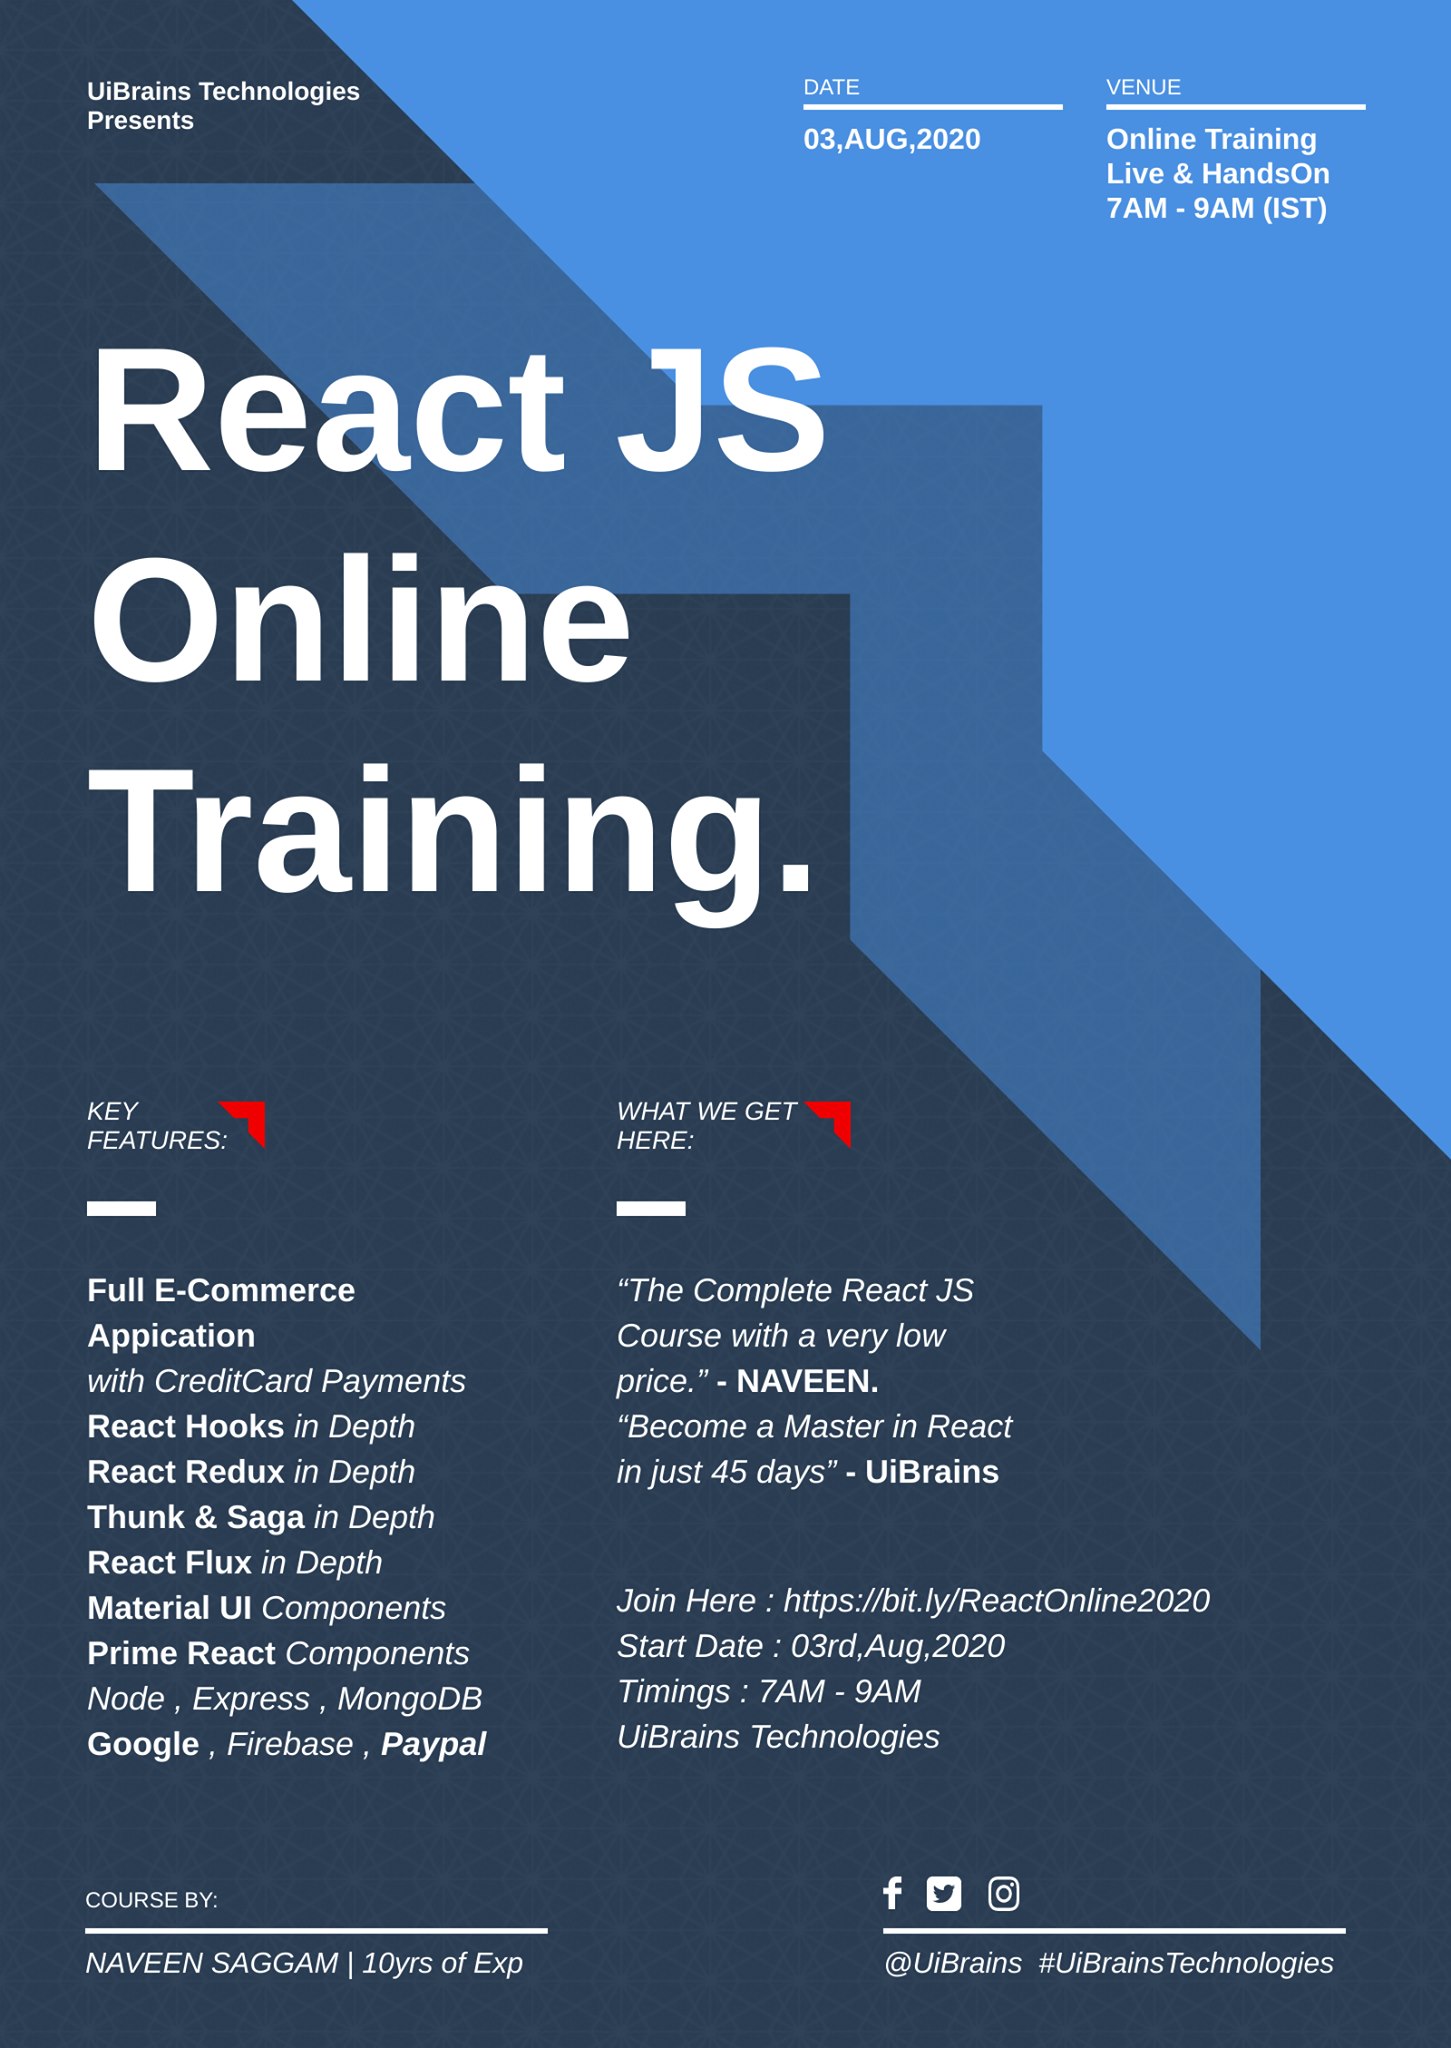 UiBrains Technologies
Presents
DATE
03,AUG,2020
VENUE
Online Training
Live & HandsOn
7AM - 9AM (IST)
React JS
Online
Training.
KEY
FEATURES:
Full E-Commerce
Appication
with CreditCard Payments
React Hooks in Depth
React Redux in Depth
Thunk & Saga in Depth
React Flux in Depth
Material UI Components
Prime React Components
Node , Express , MongoDB
Google , Firebase , Paypal
WHAT WE GET
HERE:
“The Complete React JS
Course with a very low
price.” - NAVEEN.
“Become a Master in React
in just 45 days” - UiBrains
Join Here : https://bit.ly/ReactOnline2020
Start Date : 03rd,Aug,2020
Timings : 7AM - 9AM
UiBrains Technologies
COURSE BY:
NAVEEN SAGGAM | 10yrs of Exp
@UiBrains #UiBrainsTechnologies